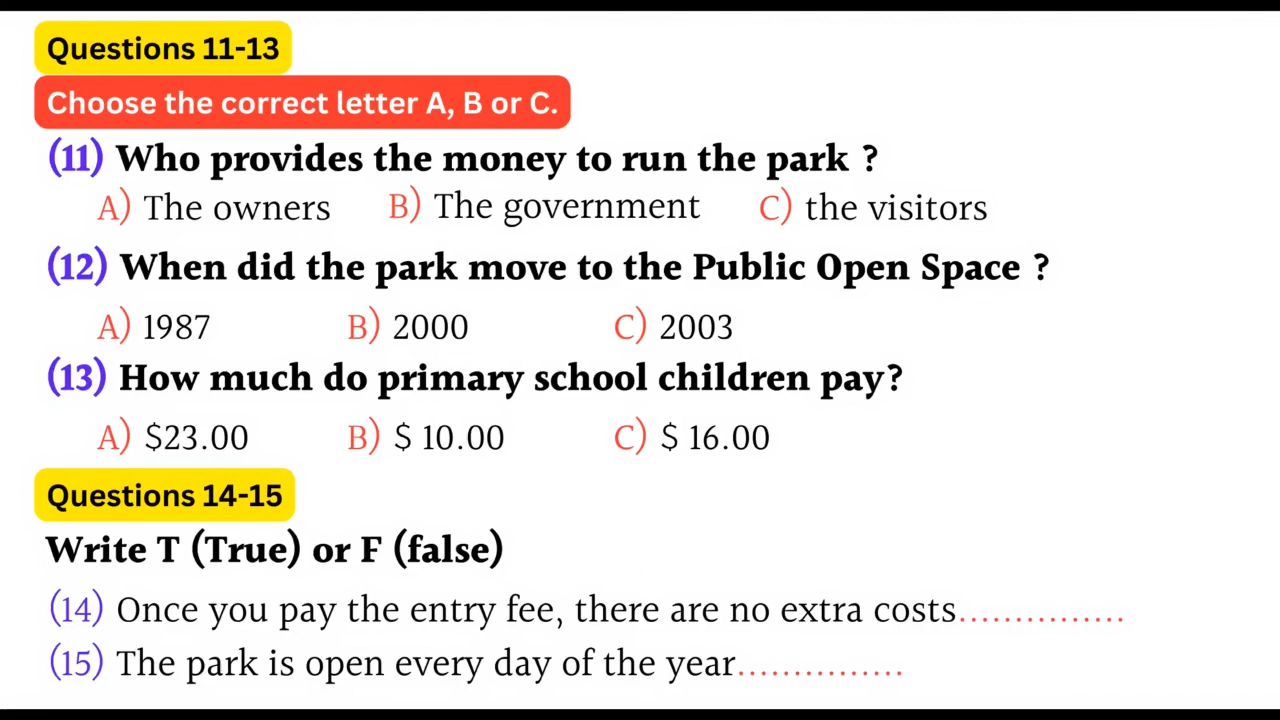 Questions 11-13
Choose the correct letter A, B or C.
(11) Who provides the money to run the park ?
A) The owners B) The government C) the visitors
(12) When did the park move to the Public Open Space ?
A) 1987 B) 2000 C) 2003
(13) How much do primary school children pay?
A) $23.00 B) $ 10.00 C) $ 16.00
Questions 14-15
Write T (True) or F (false)
(14) Once you pay the entry fee, there are no extra costs...............
(15) The park is open every day of the year...............